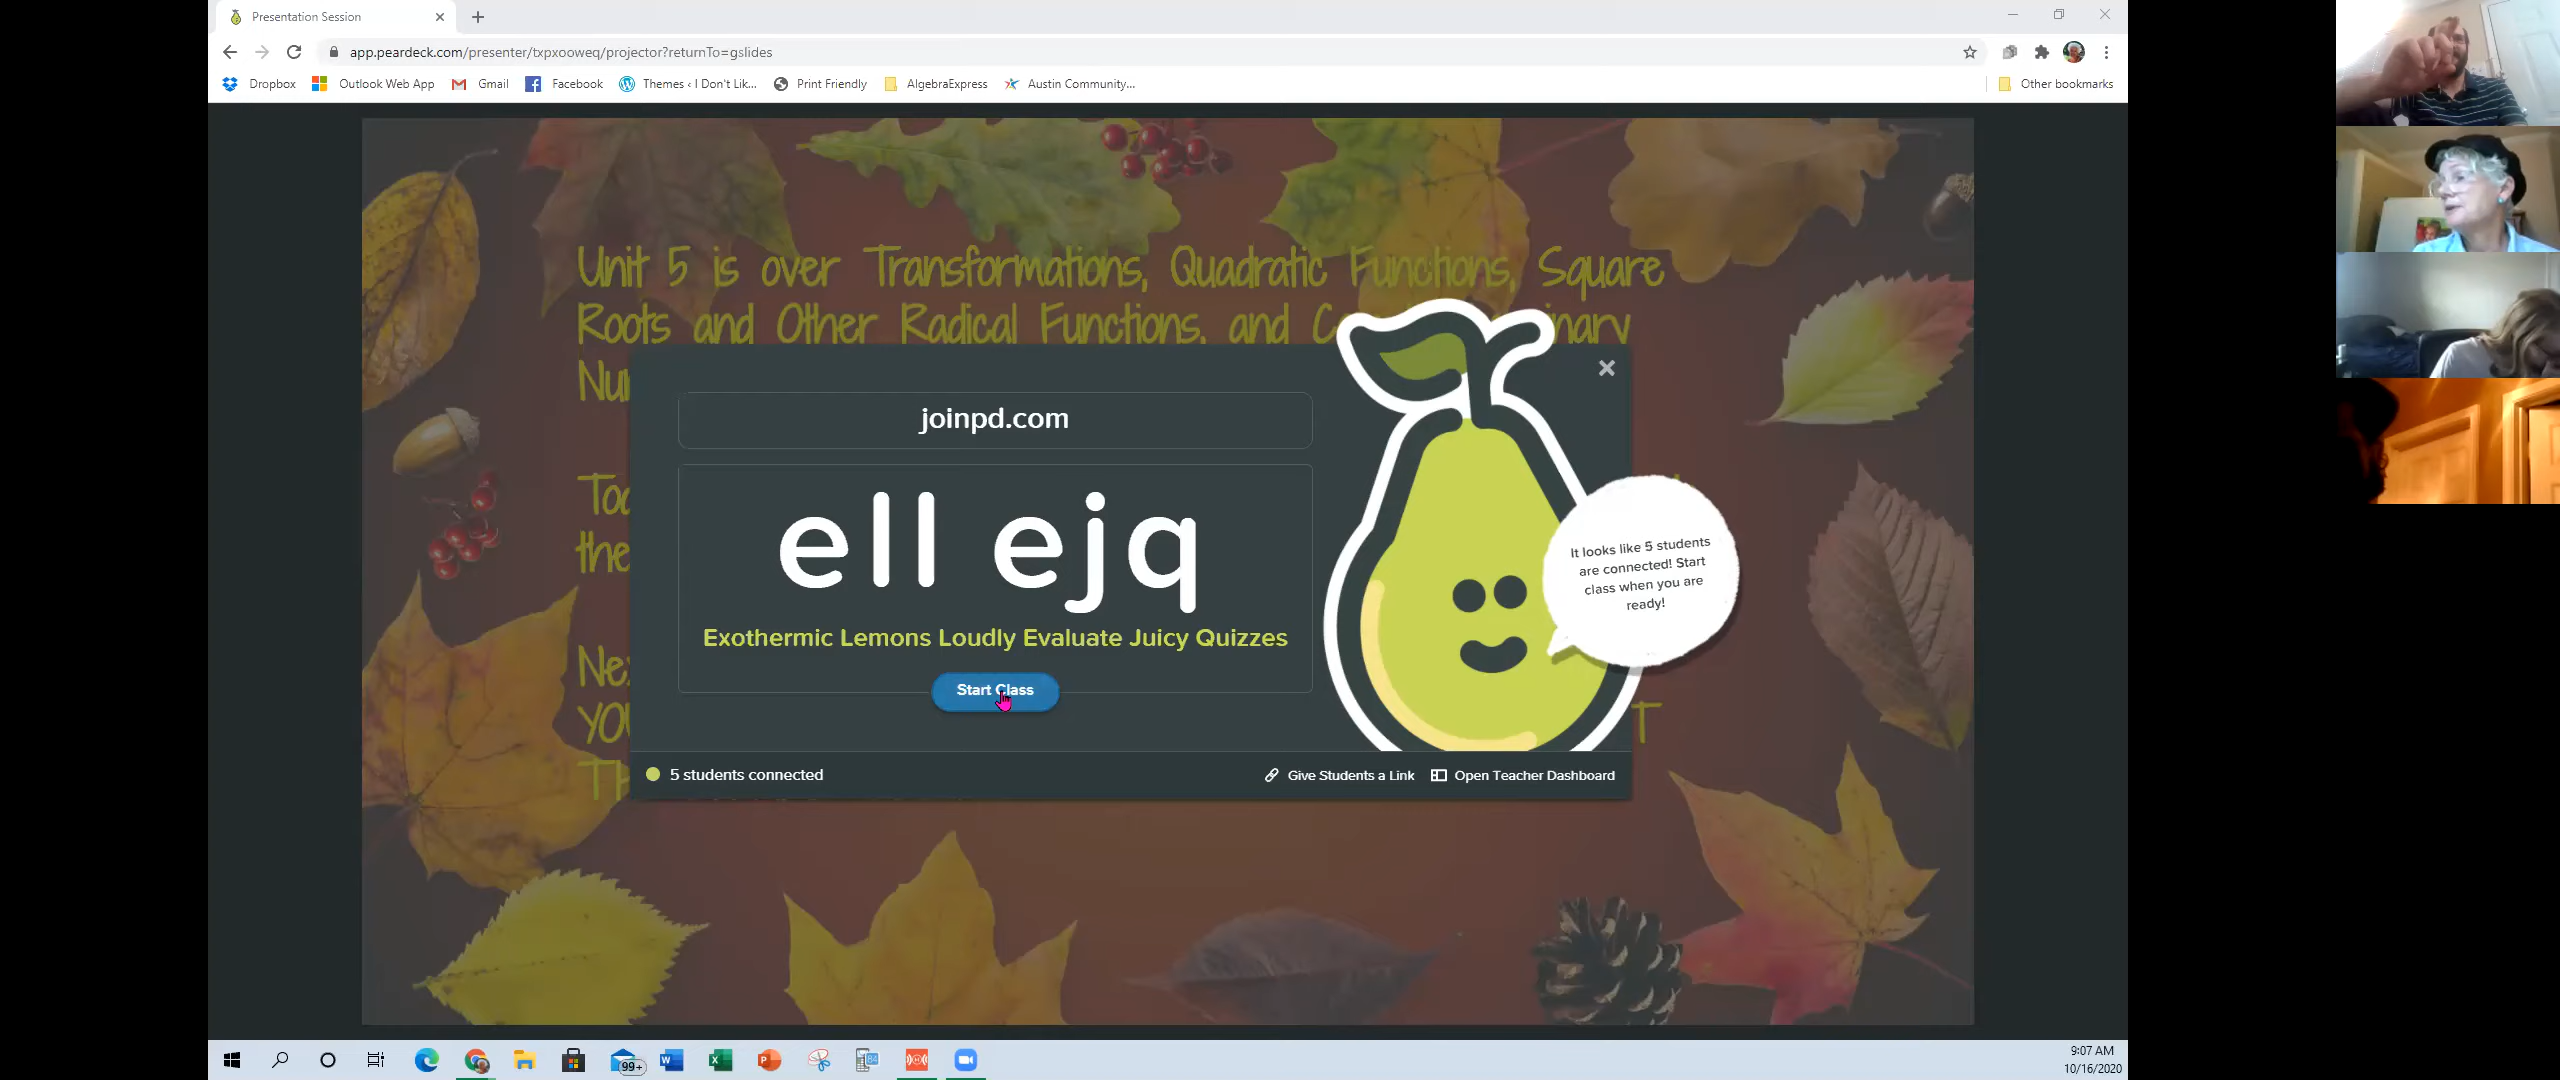 Presentation Session
app.peardeck.com/presenter/txpxooweq/projector?returnTo=gslides
Dropbox Outlook Web App Gmail Facebook Themes ‹ I Don't Lik... Print Friendly AlgebraExpress Austin Community... Other bookmarks
Unit 5 is over Transformations, Quadratic Functions, Square
Roots and Other Radical Functions, and
joinpd.com
ell ejq
Exothermic Lemons Loudly Evaluate Juicy Quizzes
Start Class
It looks like 5 students
are connected! Start
class when you are
ready!
5 students connected
Give Students a Link Open Teacher Dashboard
99+
84
9:07 AM
10/16/2020